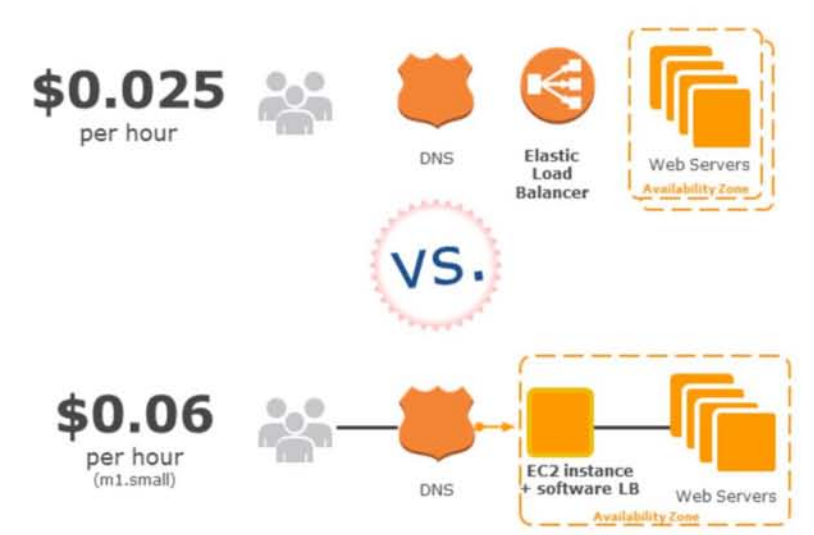 $0.025
per hour
DNS
Elastic
Load
Balancer
Web Servers
Availability Zone
vs.
$0.06
per hour
(m1.small)
DNS
EC2 instance
+ software LB
Web Servers
Availability Zone